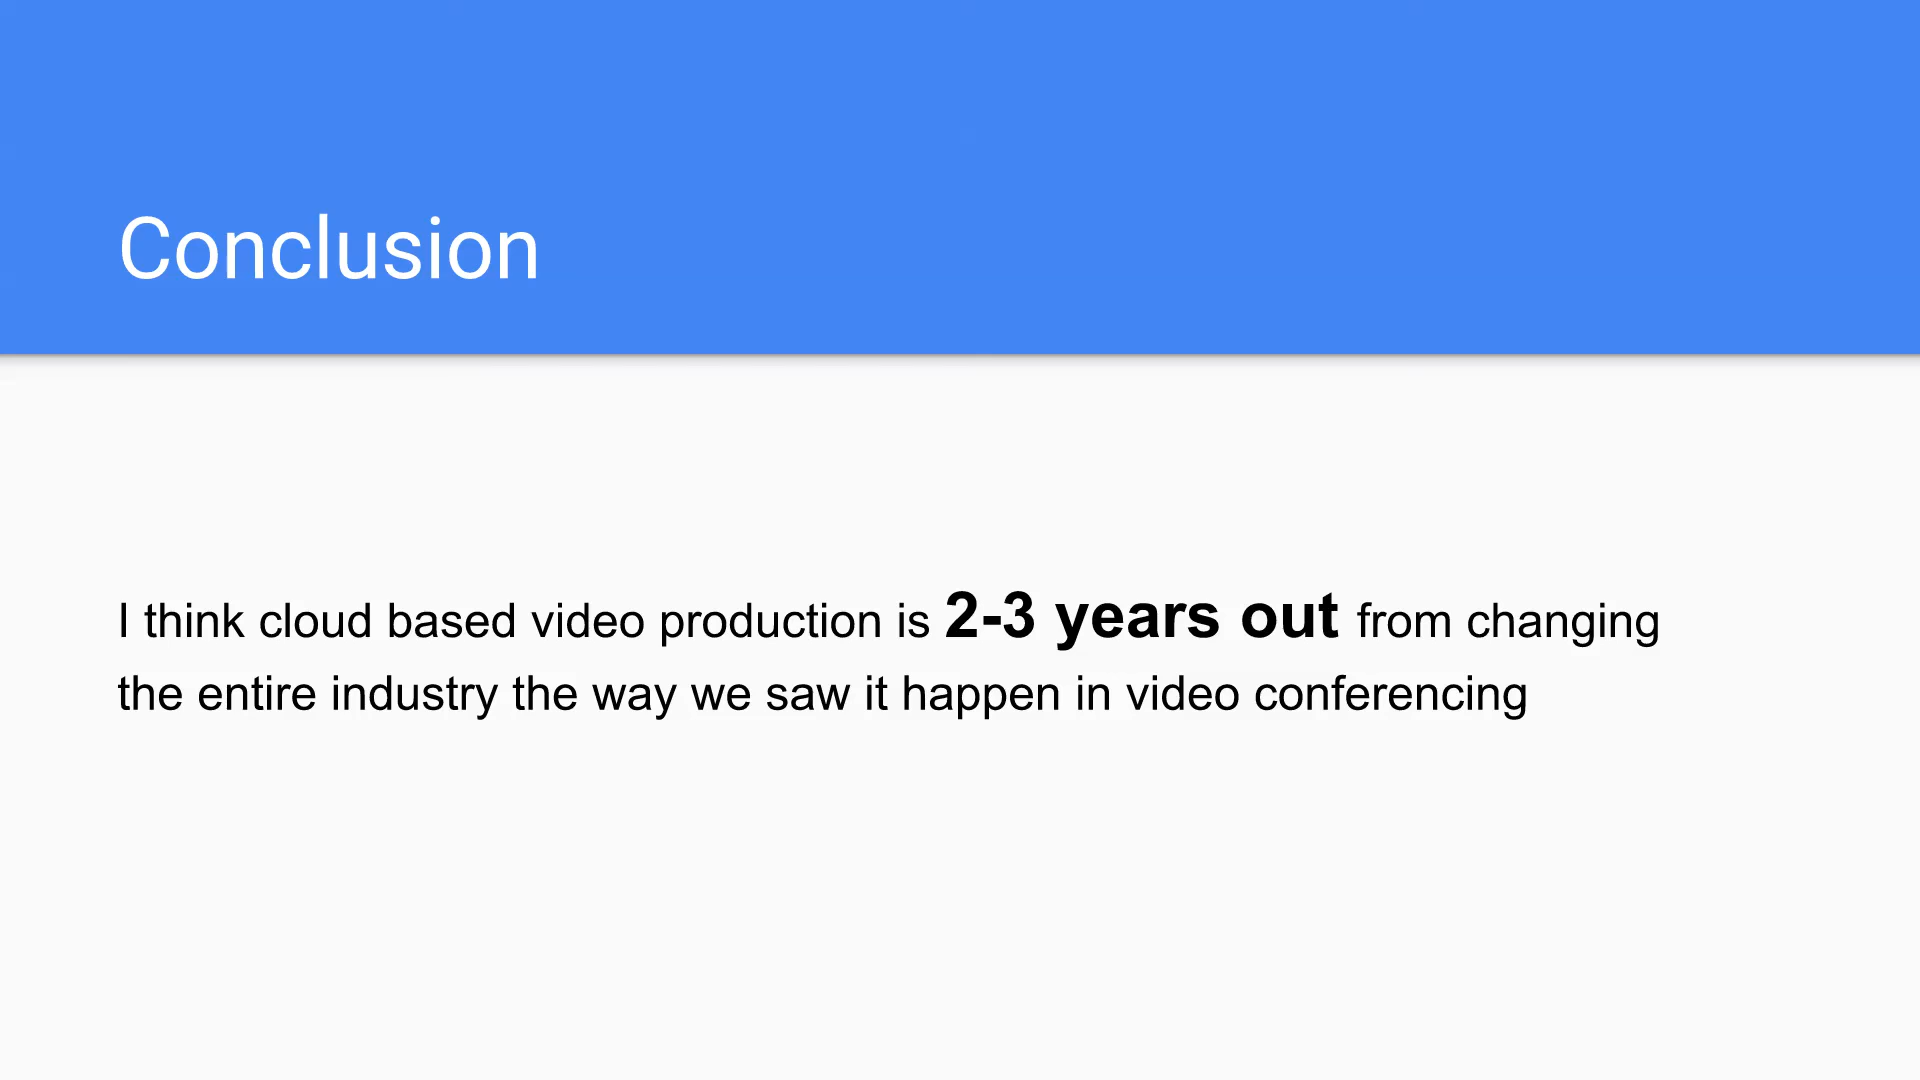 Conclusion
I think cloud based video production is 2-3 years out from changing
the entire industry the way we saw it happen in video conferencing